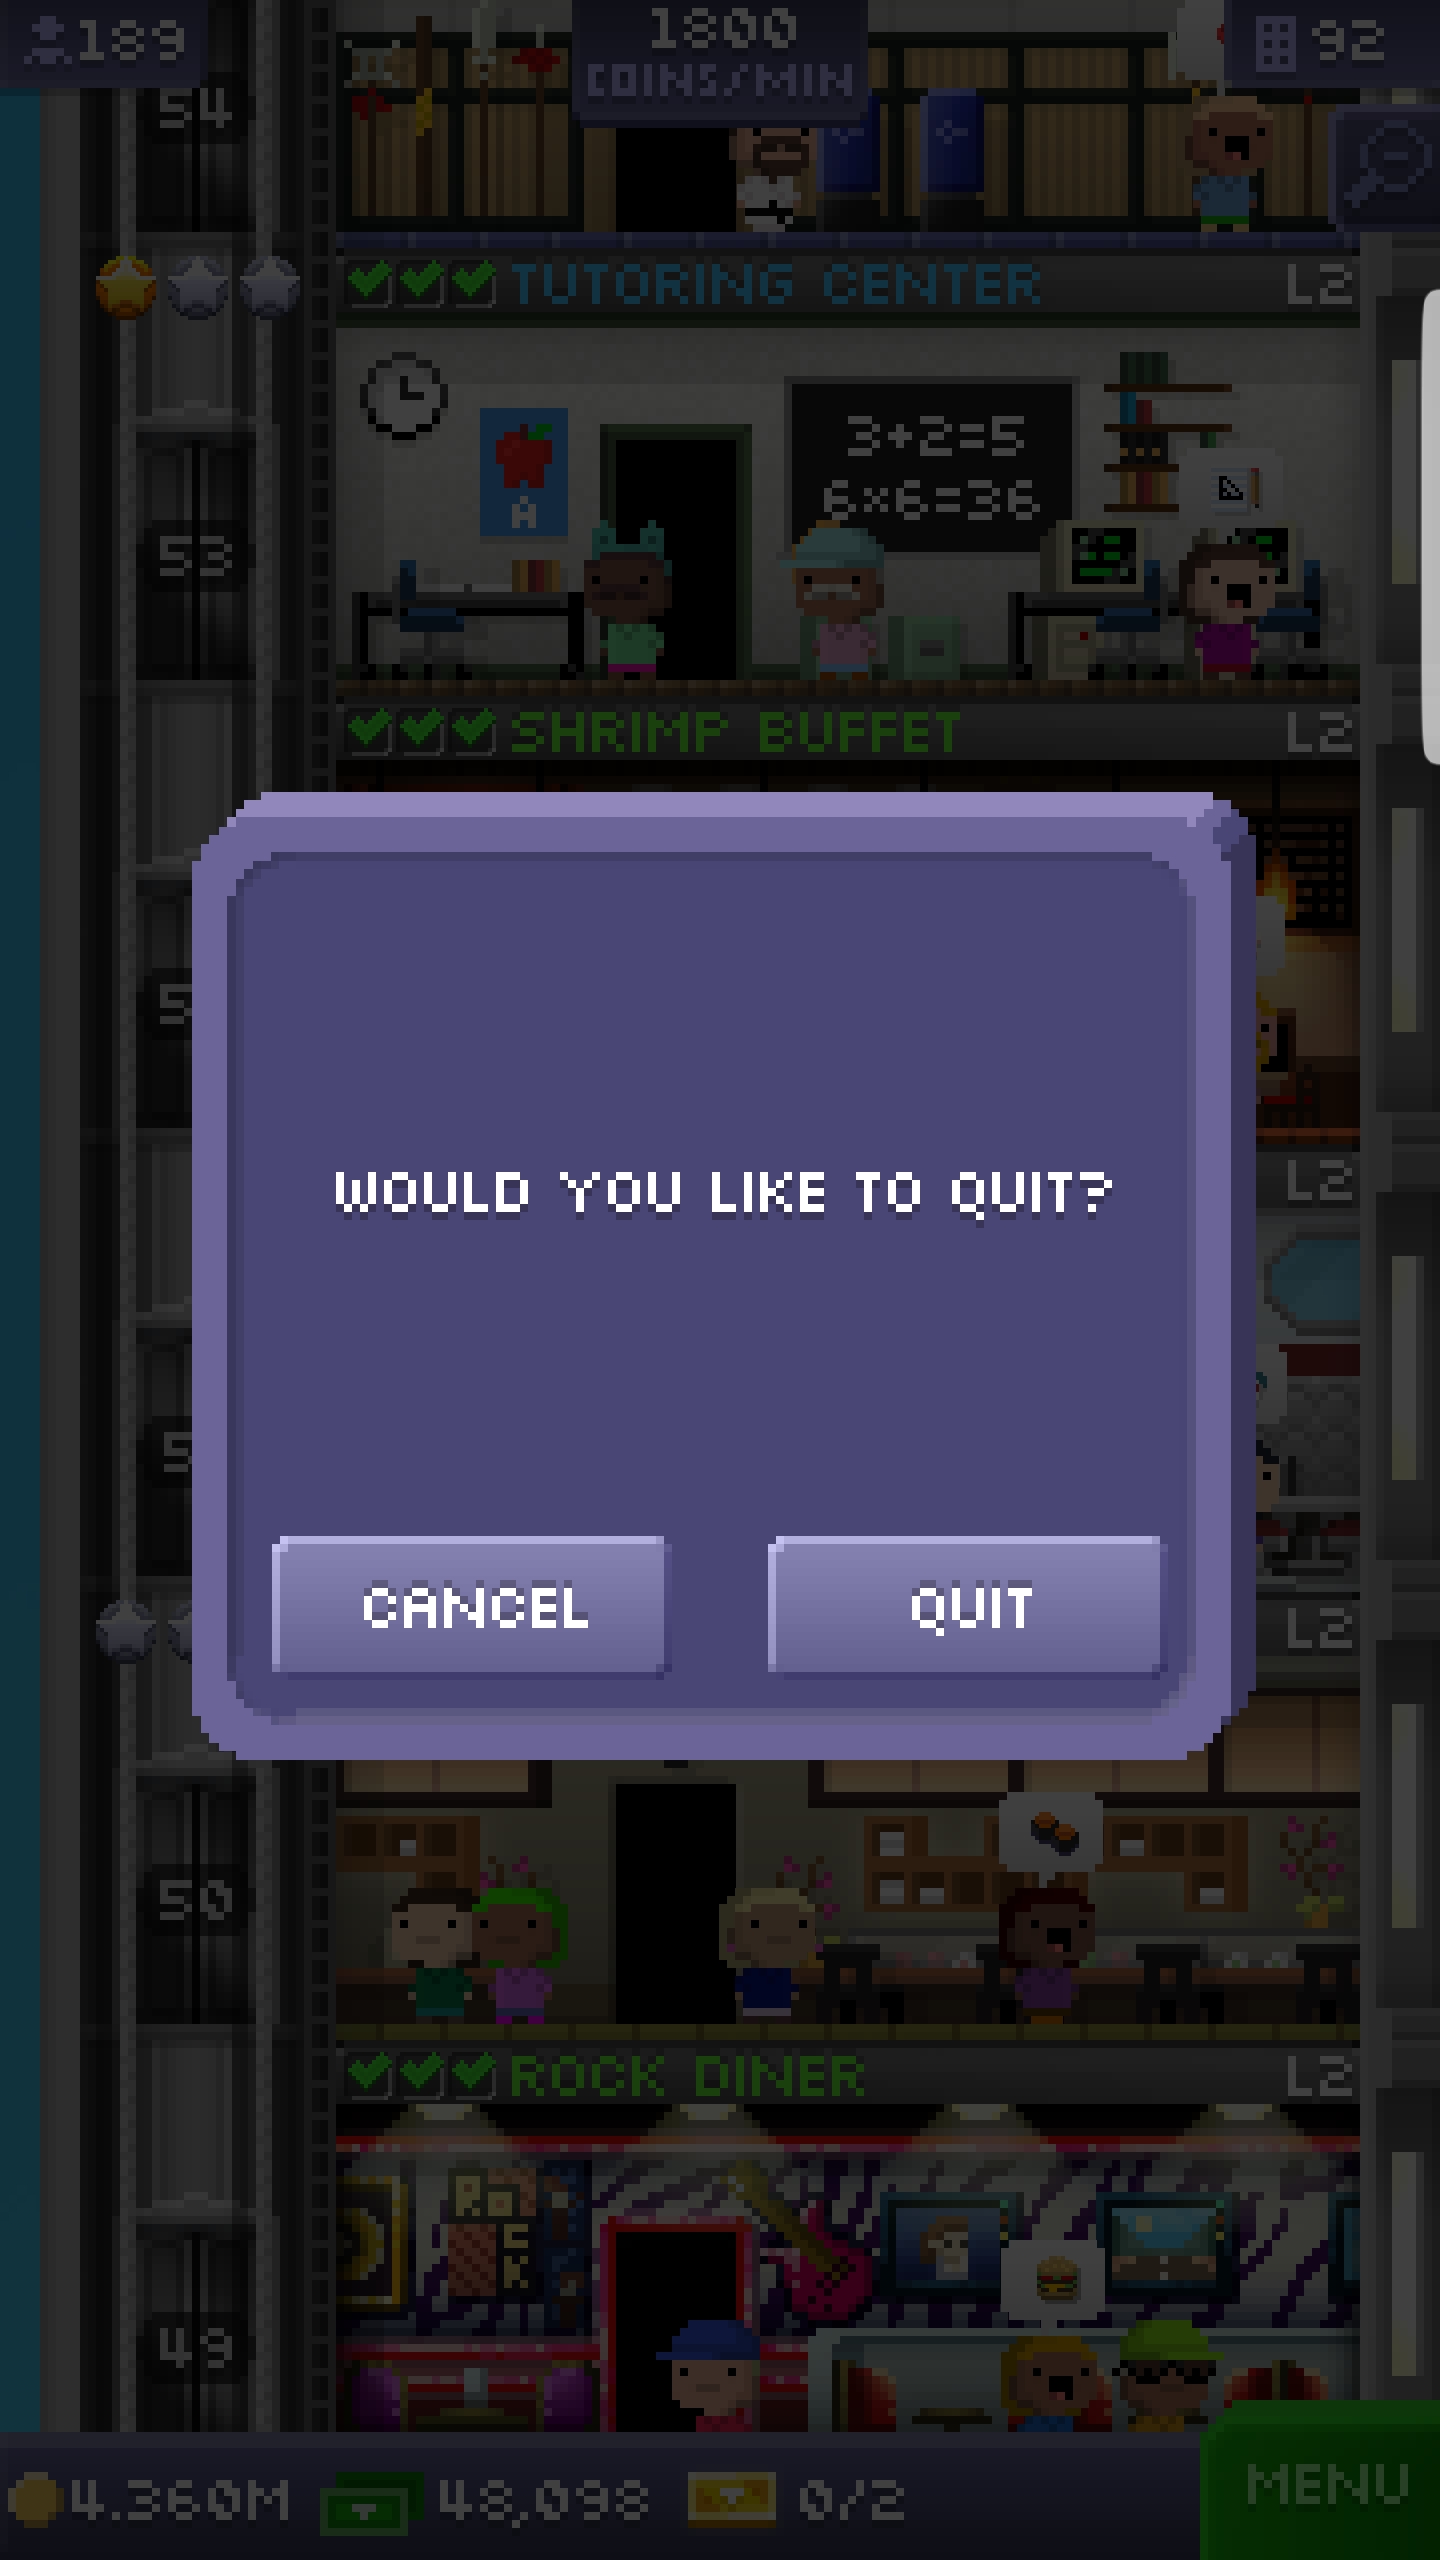 189
1800
COINS/MIN
92
54
TUTORING CENTER
L2
3+2=5
6×6=36
A
53
SHRIMP BUFFET
L2
L2
WOULD YOU LIKE TO QUIT?
CANCEL
QUIT
L2
50
ROCK DINER
L2
49
4.360M
48,098
0/2
MENU